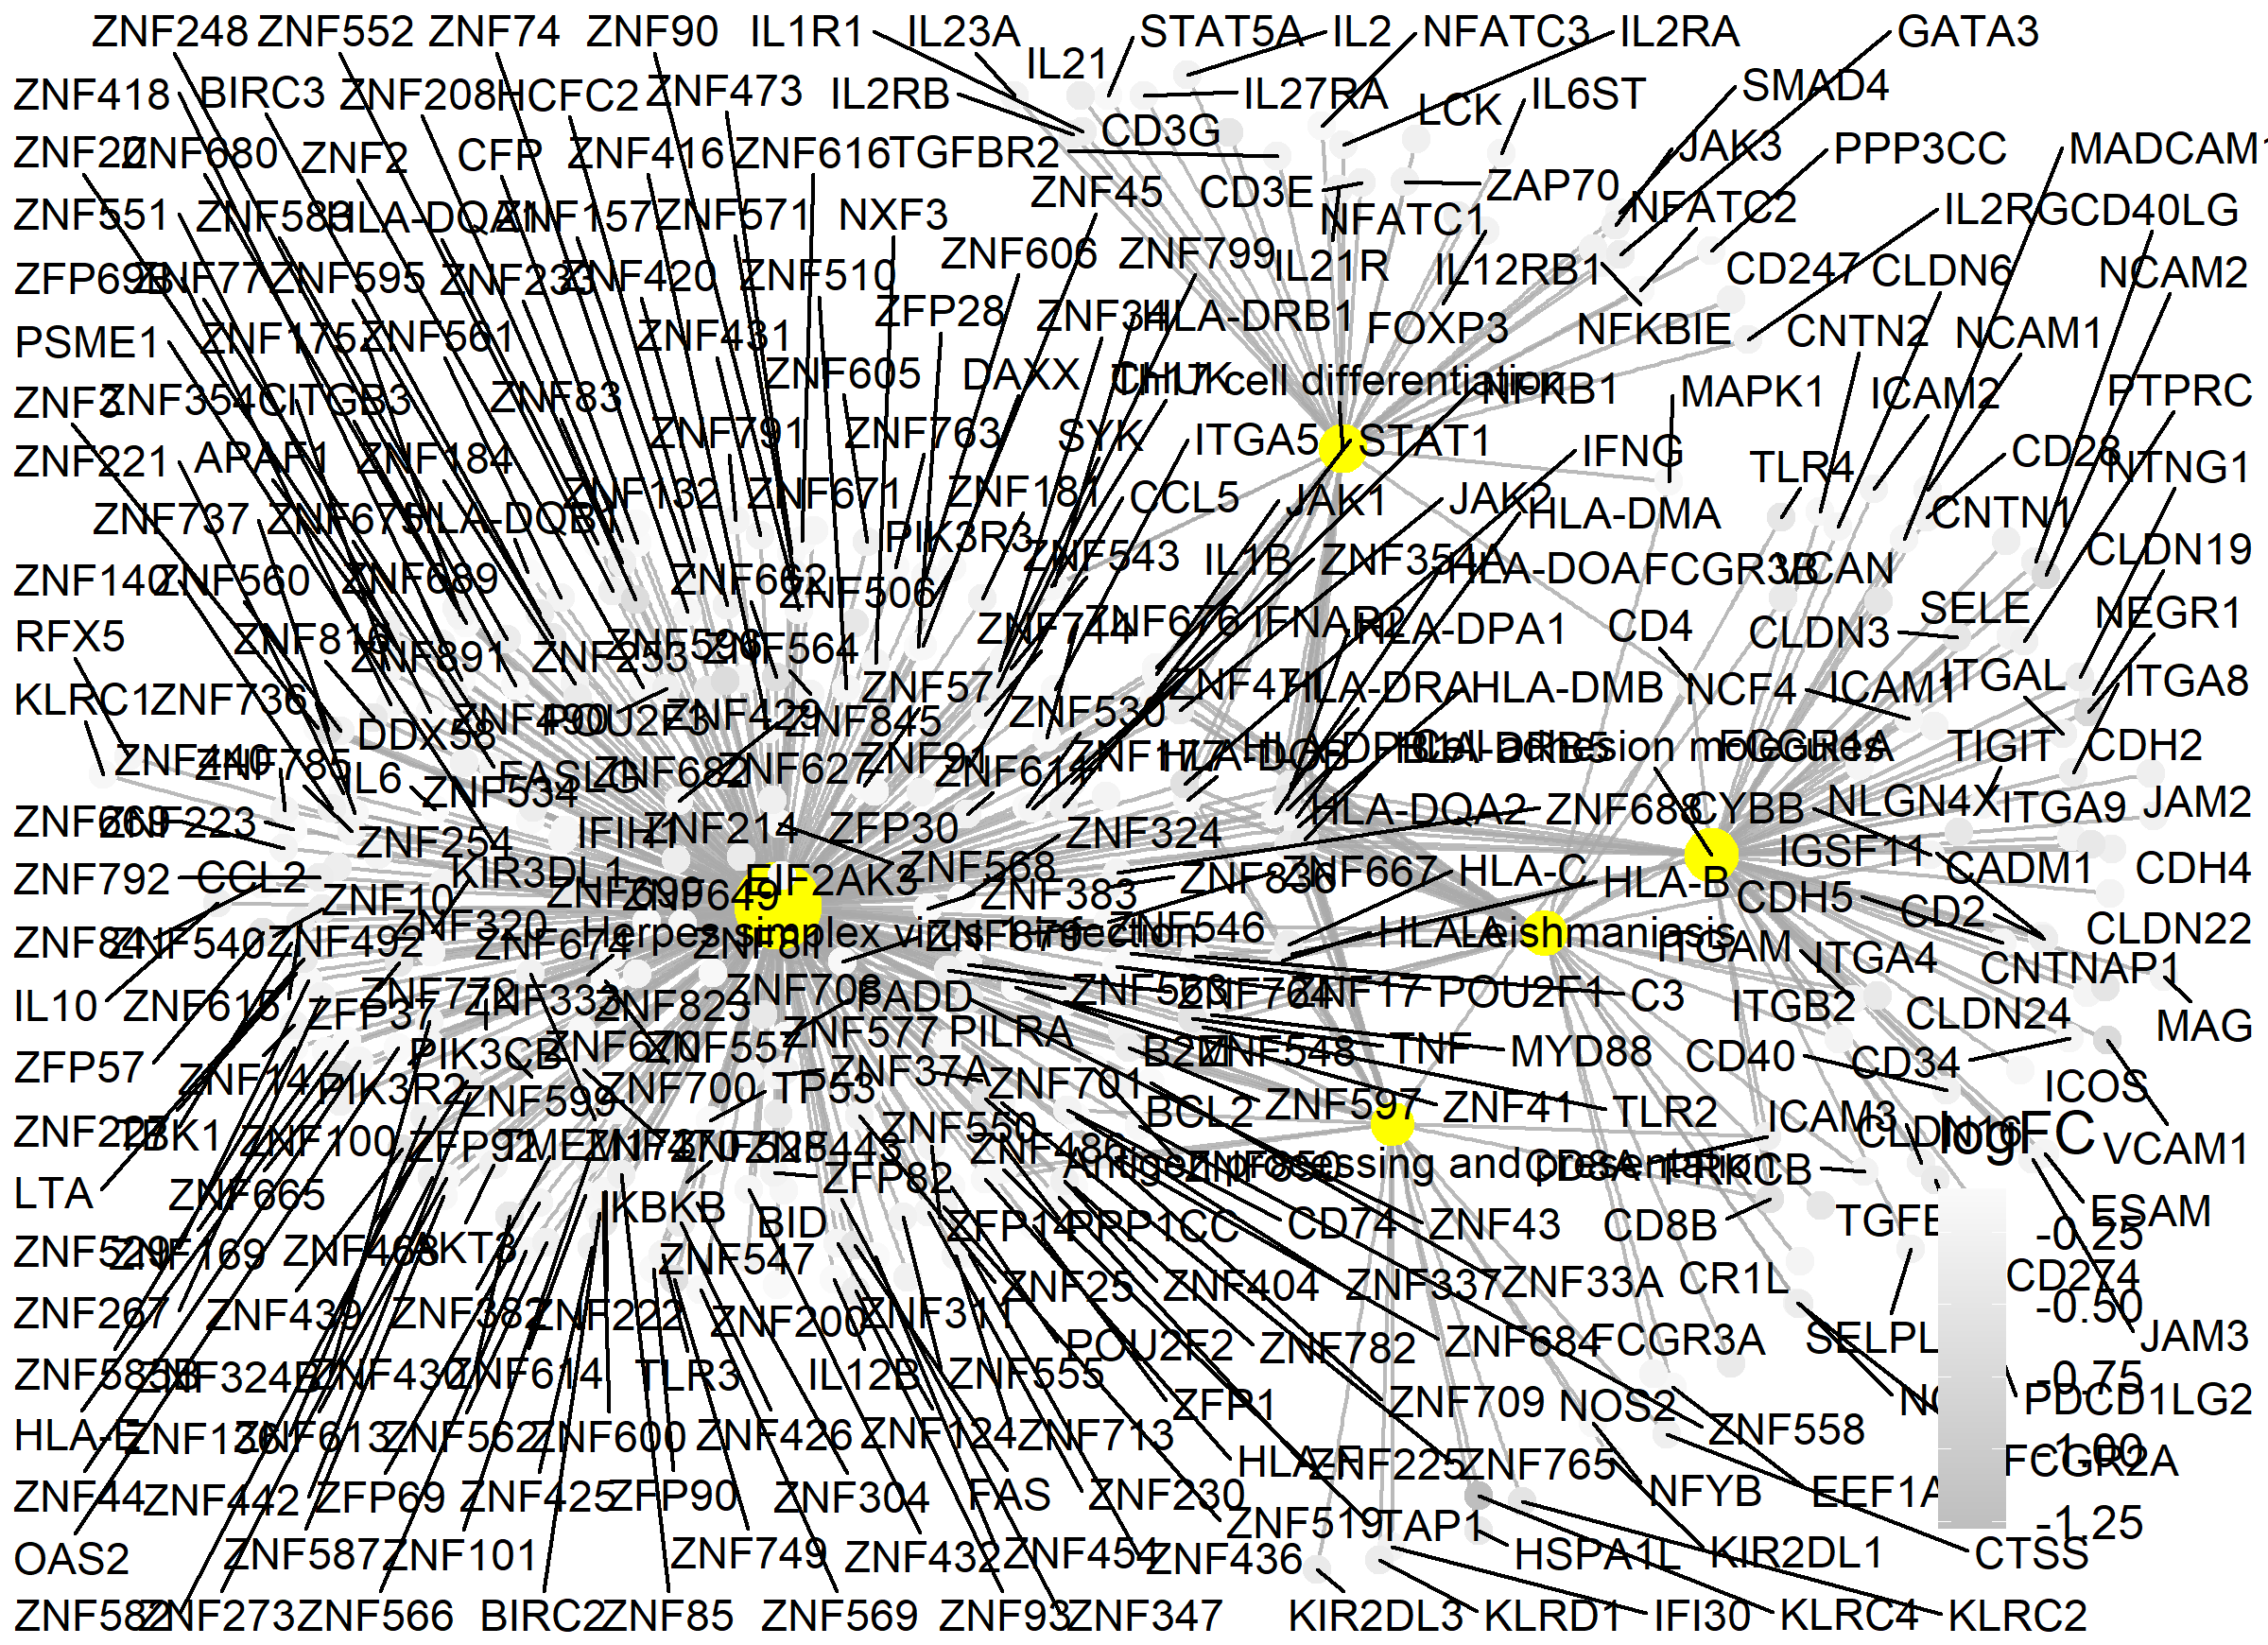 ZNF248 ZNF552 ZNF74 ZNF90 IL1R1 IL23A STAT5A IL2 NFATC3 IL2RA GATA3
IL21
ZNF418 BIRC3 ZNF208 HCFC2 ZNF473 IL2RB IL27RA LCK IL6ST SMAD4
ZNF20 ZNF680 ZNF2 CFP ZNF416 ZNF616 TGFBR2 CD3G JAK3 PPP3CC MADCAM1
ZNF45 CD3E ZAP70
ZNF551 ZNF583 HLA-DQA1 ZNF157 ZNF571 NXF3 NFATC1 NFATC2 IL2RG CD40LG
ZNF606 ZNF799
ZFP69B ZNF77 ZNF595 ZNF233 ZNF420 ZNF510 IL21R IL12RB1 CD247 CLDN6 NCAM2
ZFP28 ZNF34 HLA-DRB1 FOXP3 NFKBIE CNTN2 NCAM1
PSME1 ZNF175 ZNF561 ZNF431
ZNF605 DAXX CHUK Th17 cell differentiation NFKB1 MAPK1 ICAM2 PTPRC
ZNF3 ZNF354C ITGB3 ZNF83
ZNF791 ZNF763 SYK ITGA5 STAT1 IFNG CD28
ZNF221 APAF1 ZNF184 TLR4 NTNG1
ZNF132 ZNF671 ZNF181 CCL5 JAK1 JAK2 HLA-DMA CNTN1
ZNF737 ZNF675 HLA-DQB1 PIK3R3
ZNF543 IL1B ZNF354A HLA-DOA FCGR3B VCAN CLDN19
ZNF140 ZNF560 ZNF689 ZNF662 ZNF506
RFX5 ZNF816 ZNF596 ZNF744 ZNF676 IFNAR2 HLA-DPA1 CD4 CLDN3 SELE NEGR1
ZNF891 ZNF253 ZNF564
KLRC1 ZNF736 ZNF57 ZNF471 HLA-DRA HLA-DMB NCF4 ICAM1 ITGAL ITGA8
DDX58 ZNF490 POU2F3 ZNF429 ZNF845 ZNF530
ZNF440 ZNF785 ZNF91 ZNF177 HLA-DOB HLA-DPB1 HLA-DRB5 Cell adhesion molecules FCGR1A TIGIT CDH2
IL6 ZNF534 FASLG ZNF682 ZNF627 ZNF611
ZNF669 ZNF223 IFIH1 ZNF214 ZFP30 ZNF324 HLA-DQA2 ZNF688 CYBB NLGN4X ITGA9 JAM2
ZNF254 IGSF11
ZNF792 CCL2 KIR3DL1 EIF2AK3 ZNF568 ZNF383 ZNF836 ZNF667 HLA-C HLA-B CADM1 CDH4
ZNF10 ZNF699 ZNF649 CDH5 CD2
ZNF841 ZNF540 ZNF492 ZNF320 ZNF674 Herpes simplex virus 1 infection ZNF81 ZNF879 ZNF546 HLA-A Leishmaniasis ITGAM ITGA4 CLDN22
IL10 ZNF615 ZFP37 ZNF772 ZNF333 ZNF823 ZNF708 FADD ZNF563 ZNF764 ZNF17 POU2F1 C3 ITGB2 CNTNAP1
CLDN24 MAG
ZFP57 ZNF14 PIK3R2 PIK3CB ZNF670 ZNF557 ZNF577 PILRA B2M ZNF548 TNF MYD88 CD40 CD34 ICOS
ZNF599 ZNF700 TP53 ZNF37A ZNF701
ZNF227 TBK1 ZNF100 ZFP92 ZNF528 ZNF443 ZNF550 ZNF486 BCL2 ZNF597 ZNF41 TLR2 ICAM3 CLDN16 VCAM1
logFC
LTA ZNF665 ZFP82 Antigen processing and presentation ZNF850 CD8A PRKCB ESAM
ZNF529 ZNF169 ZNF468 AKT3 BID ZFP14 PPP1CC CD74 ZNF43 CD8B
-0.25
ZNF547 ZNF25 ZNF404 ZNF337 ZNF33A CR1L CD274
ZNF267 ZNF439 ZNF382 ZNF222 ZNF200 ZNF311
-0.50
POU2F2 ZNF782 ZNF684 FCGR3A JAM3
ZNF585B ZNF324B ZNF430 ZNF614 TLR3 IL12B ZNF555
-0.75
ZFP1 ZNF709 NOS2 PDCD1LG2
HLA-E ZNF136 ZNF613 ZNF562 ZNF600 ZNF426 ZNF124 ZNF713 ZNF558
-1.00
HLA-F ZNF225 ZNF765 FCGR2A
ZNF44 ZNF442 ZFP69 ZNF425 ZFP90 ZNF304 FAS ZNF230 NFYB
-1.25
ZNF519 TAP1
OAS2 ZNF587 ZNF101 ZNF749 ZNF432 ZNF454 ZNF436 HSPA1L KIR2DL1 CTSS
ZNF582 ZNF273 ZNF566 BIRC2 ZNF85 ZNF569 ZNF93 ZNF347 KIR2DL3 KLRD1 IFI30 KLRC4 KLRC2